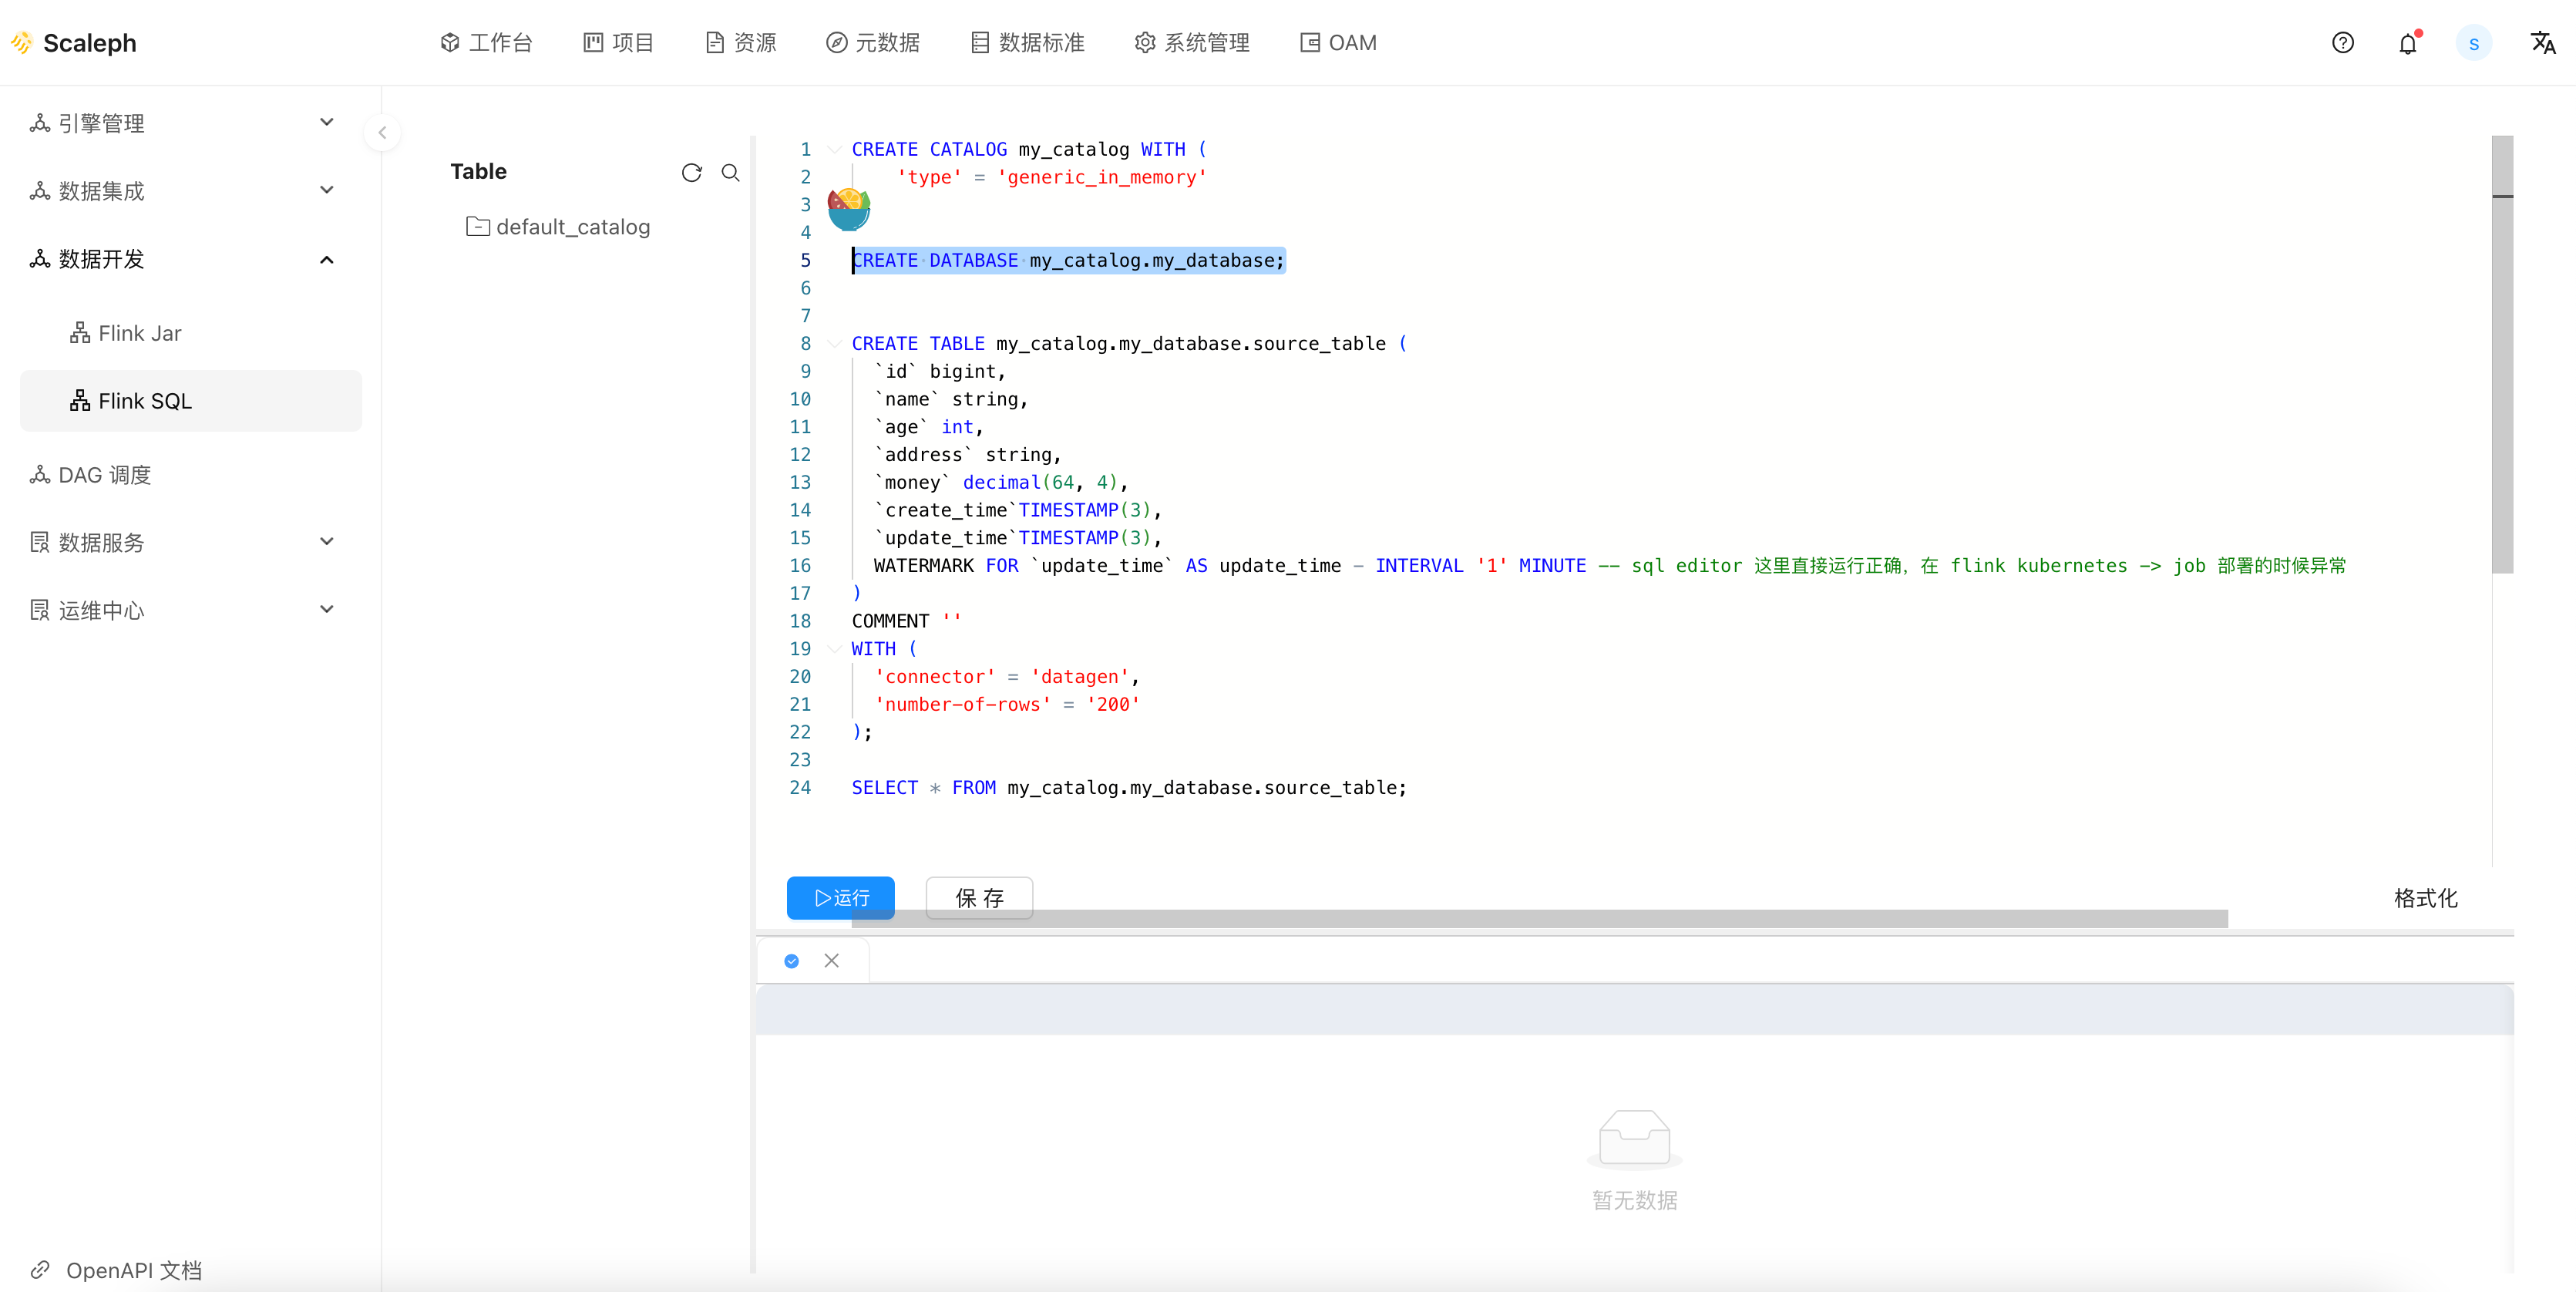 Scaleph
工作台
项目
资源
元数据
数据标准
系统管理
OAM
S
引擎管理
数据集成
数据开发
Flink Jar
Flink SQL
DAG 调度
数据服务
运维中心
OpenAPI 文档
Table
default_catalog
1 CREATE CATALOG my_catalog WITH (
2 'type' = 'generic_in_memory'
3
4
5 CREATE DATABASE my_catalog.my_database;
6
7
8 CREATE TABLE my_catalog.my_database.source_table (
9 `id` bigint,
10 `name` string,
11 `age` int,
12 `address` string,
13 `money` decimal(64, 4),
14 `create_time`TIMESTAMP(3),
15 `update_time`TIMESTAMP(3),
16 WATERMARK FOR `update_time` AS update_time - INTERVAL '1' MINUTE -- sql editor 这里直接运行正确，在 flink kubernetes -> job 部署的时候异常
17 )
18 COMMENT ''
19 WITH (
20 'connector' = 'datagen',
21 'number-of-rows' = '200'
22 );
23
24 SELECT * FROM my_catalog.my_database.source_table;
运行
保 存
格式化
暂无数据